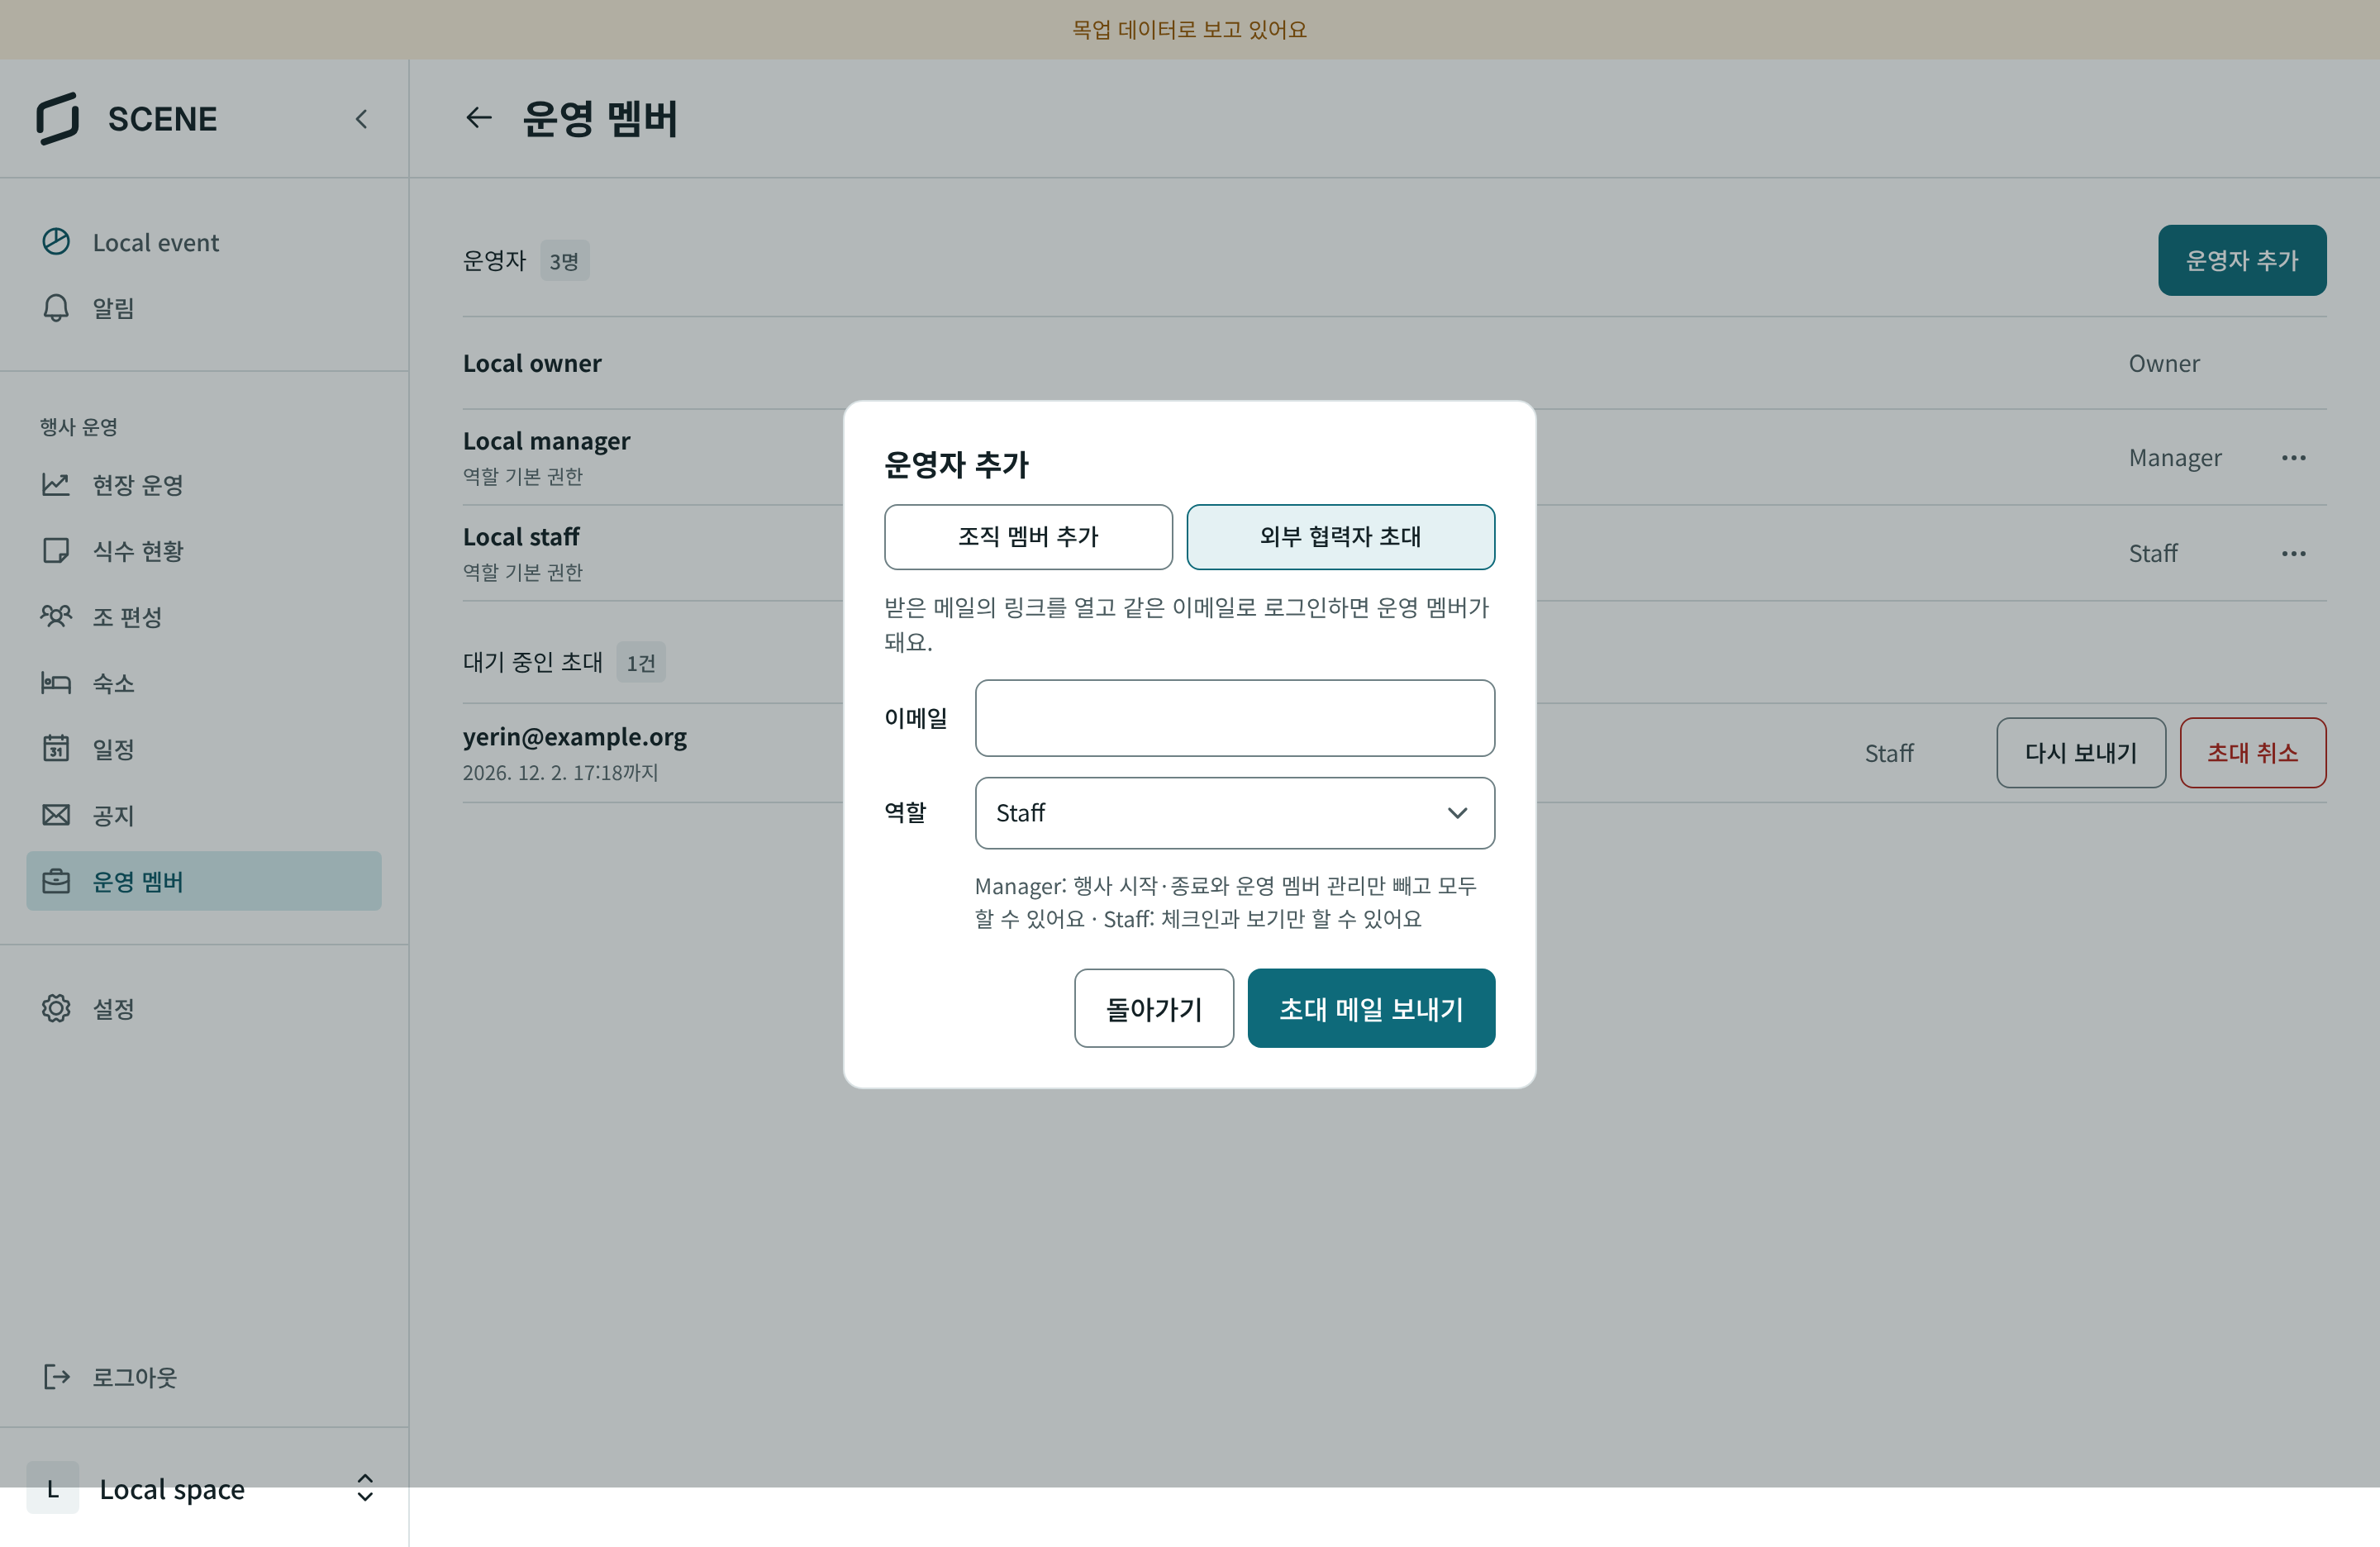 목업 데이터로 보고 있어요
SCENE
운영 멤버
Local event
알림
행사 운영
현장 운영
식수 현황
조 편성
숙소
31
일정
공지
운영 멤버
설정
로그아웃
L
Local space
운영자 3명
운영자 추가
Local owner
Owner
Local manager
역할 기본 권한
Manager
Local staff
역할 기본 권한
Staff
대기 중인 초대 1건
yerin@example.org
2026. 12. 2. 17:18까지
Staff
다시 보내기
초대 취소
운영자 추가
조직 멤버 추가
외부 협력자 초대
받은 메일의 링크를 열고 같은 이메일로 로그인하면 운영 멤버가
돼요.
이메일
역할
Staff
Manager: 행사 시작·종료와 운영 멤버 관리만 빼고 모두
할 수 있어요 · Staff: 체크인과 보기만 할 수 있어요
돌아가기
초대 메일 보내기